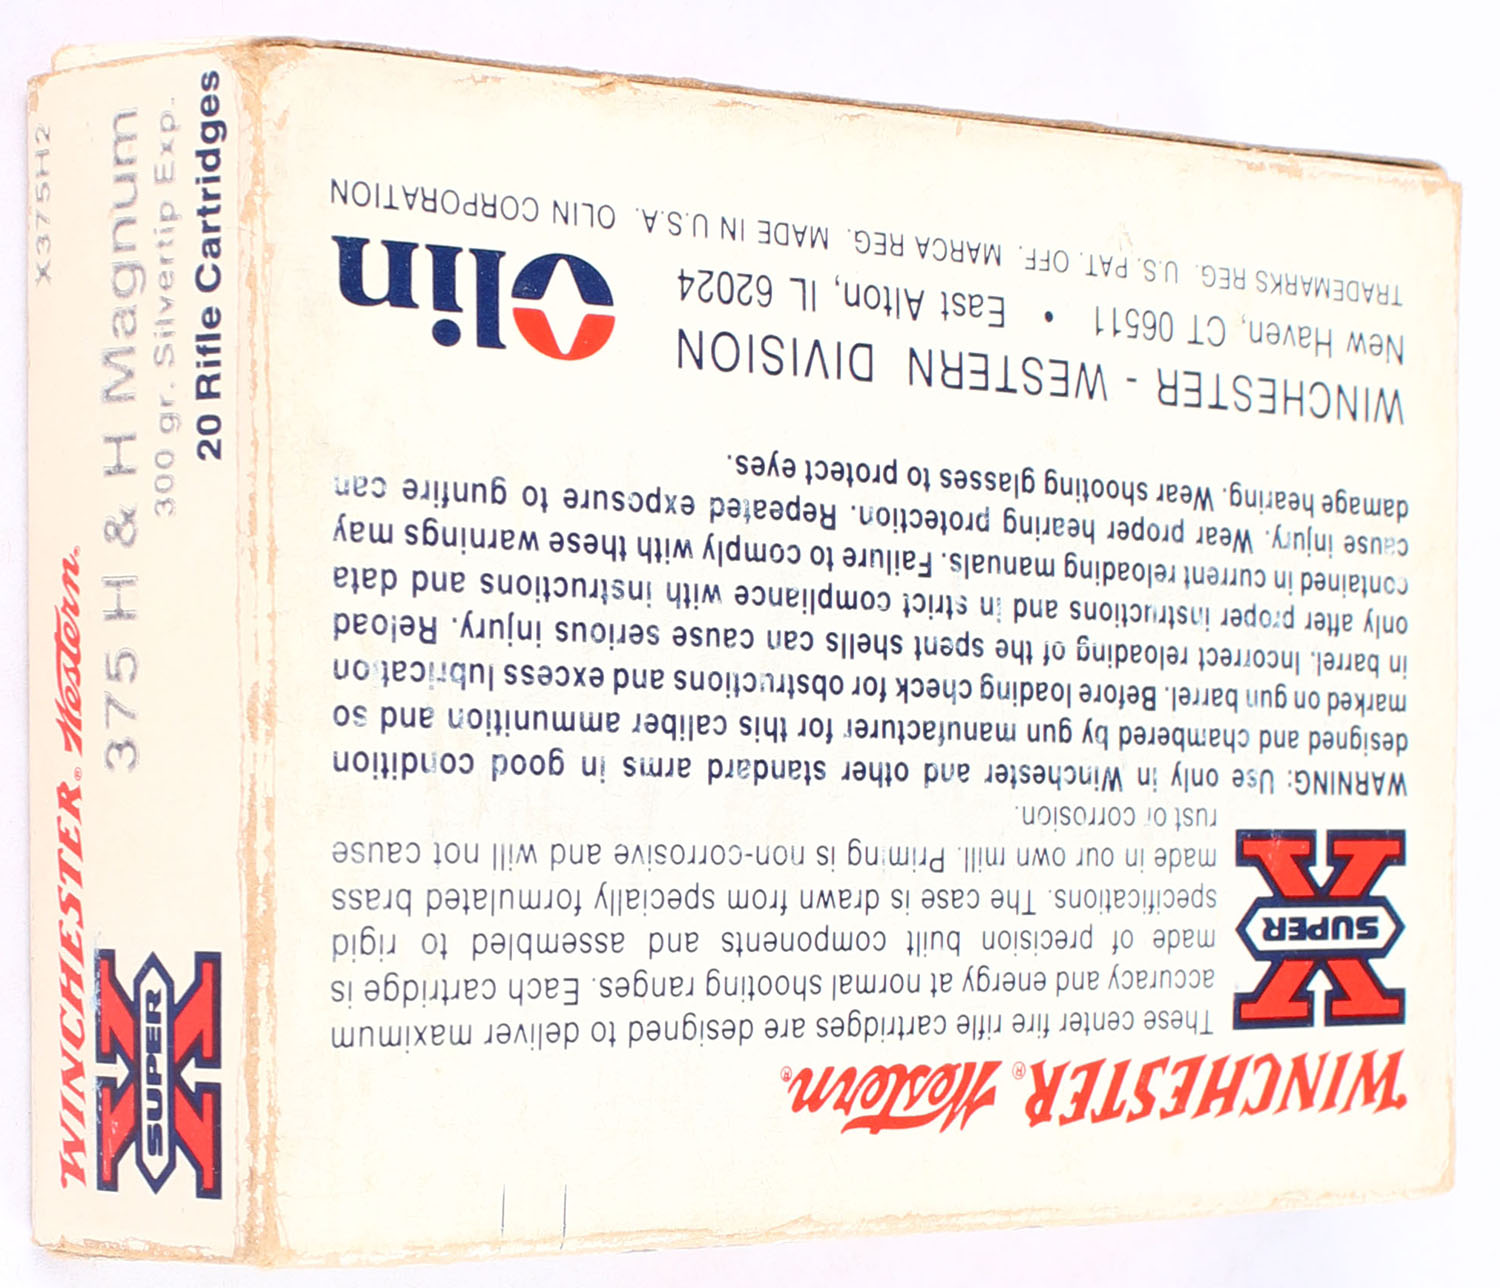 WINCHESTER® Western®
SUPER X
X375H2
375 H & H Magnum
300 gr. Silvertip Exp.
20 Rifle Cartridges
WINCHESTER® Western®
SUPER X
These center fire rifle cartridges are designed to deliver maximum
accuracy and energy at normal shooting ranges. Each cartridge is
made of precision built components and assembled to rigid
specifications. The case is drawn from specially formulated brass
made in our own mill. Priming is non-corrosive and will not cause
rust or corrosion.
WARNING: Use only in Winchester and other standard arms in good condition
designed and chambered by gun manufacturer for this caliber ammunition and so
marked on gun barrel. Before loading check for obstructions and excess lubrication
in barrel. Incorrect reloading of the spent shells can cause serious injury. Reload
only after proper instructions and in strict compliance with instructions and data
contained in current reloading manuals. Failure to comply with these warnings may
cause injury. Wear proper hearing protection. Repeated exposure to gunfire can
damage hearing. Wear shooting glasses to protect eyes.
WINCHESTER - WESTERN DIVISION
New Haven, CT 06511 • East Alton, IL 62024
Olin
TRADEMARKS REG. U.S. PAT. OFF. MARCA REG. MADE IN U.S.A. OLIN CORPORATION